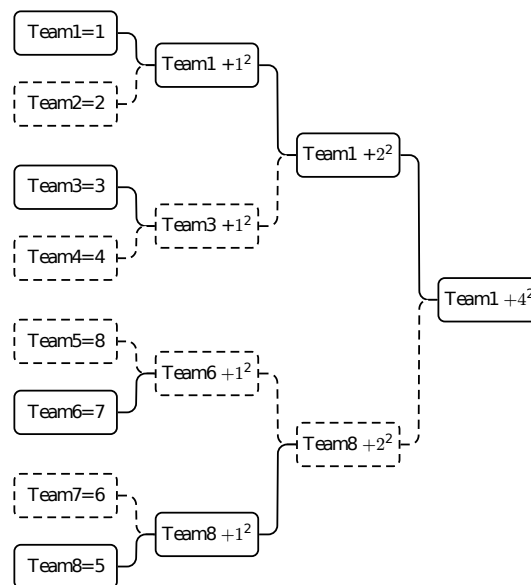 Team1=1
Team2=2
Team3=3
Team4=4
Team5=8
Team6=7
Team7=6
Team8=5
Team1 +1²
Team3 +1²
Team6 +1²
Team8 +1²
Team1 +2²
Team8 +2²
Team1 +4²